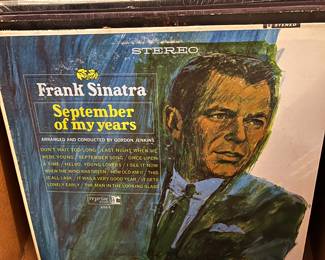 STEREO
STEREO
Frank Sinatra
September
of my years
ARRANGED AND CONDUCTED BY GORDON JENKINS
DON'T WAIT TOO LONG / LAST NIGHT WHEN WE
WERE YOUNG / SEPTEMBER SONG / ONCE UPON
A TIME / HELLO, YOUNG LOVERS / I SEE IT NOW
WHEN THE WIND WAS GREEN / HOW OLD AM I? / THIS
IS ALL I ASK / IT WAS A VERY GOOD YEAR / IT GETS
LONELY EARLY / THE MAN IN THE LOOKING GLASS
reprise